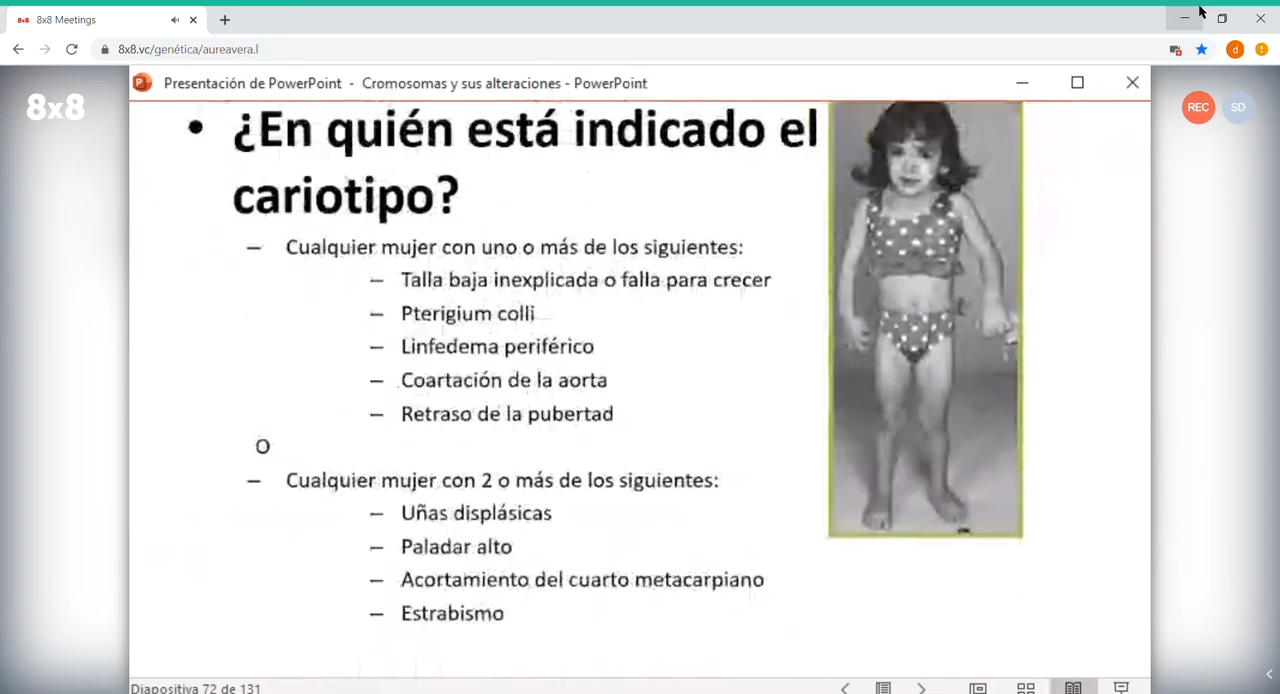 8x8 8x8 Meetings
8x8.vc/genética/aureavera.l
d
8x8
Presentación de PowerPoint - Cromosomas y sus alteraciones - PowerPoint
REC SD
• ¿En quién está indicado el
cariotipo?
– Cualquier mujer con uno o más de los siguientes:
– Talla baja inexplicada o falla para crecer
– Pterigium colli
– Linfedema periférico
– Coartación de la aorta
– Retraso de la pubertad
O
– Cualquier mujer con 2 o más de los siguientes:
– Uñas displásicas
– Paladar alto
– Acortamiento del cuarto metacarpiano
– Estrabismo
Diapositiva 72 de 131